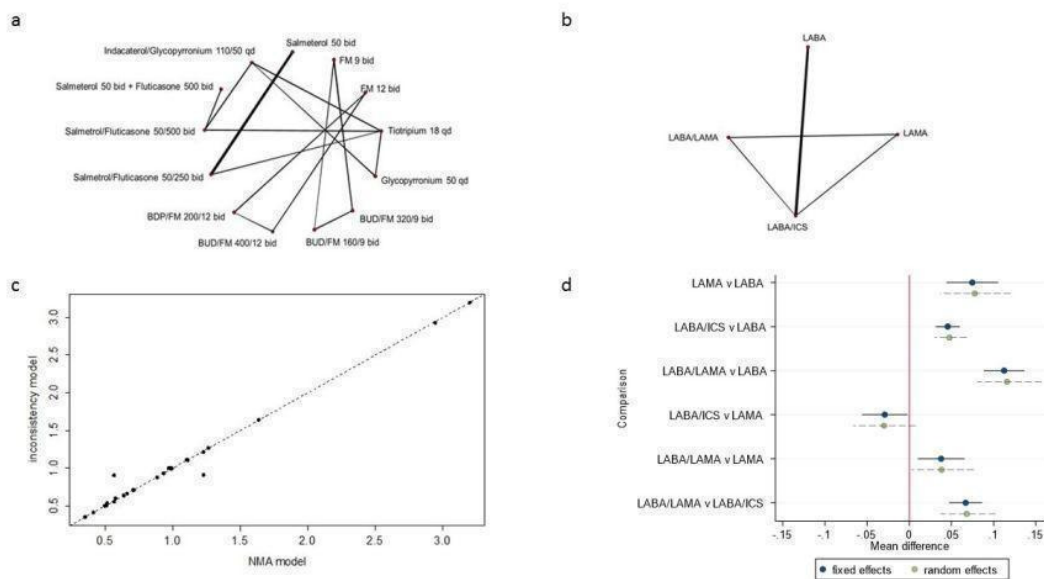 a
Salmeterol 50 bid
Indacaterol/Glycopyrronium 110/50 qd
FM 9 bid
Salmeterol 50 bid + Fluticasone 500 bid
FM 12 bid
Salmetrol/Fluticasone 50/500 bid
Tiotripium 18 qd
Salmetrol/Fluticasone 50/250 bid
Glycopyrronium 50 qd
BDP/FM 200/12 bid
BUD/FM 320/9 bid
BUD/FM 400/12 bid
BUD/FM 160/9 bid
b
LABA
LABA/LAMA
LAMA
LABA/ICS
c
inconsistency model
3.0
2.5
2.0
1.5
1.0
0.5
0.5 1.0 1.5 2.0 2.5 3.0
NMA model
d
Comparison
LAMA v LABA
LABA/ICS v LABA
LABA/LAMA v LABA
LABA/ICS v LAMA
LABA/LAMA v LAMA
LABA/LAMA v LABA/ICS
-.15 -.1 .05 0 .05 .1 .15
Mean difference
fixed effects random effects